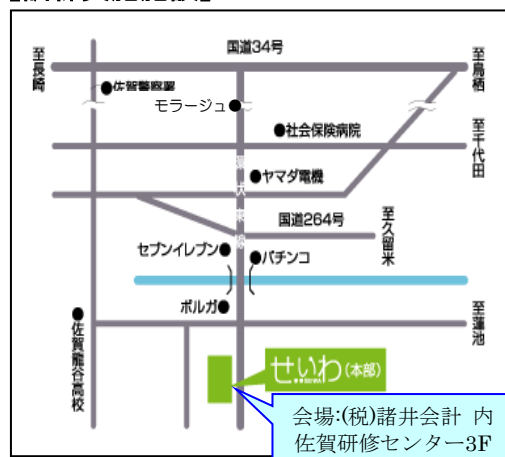 国道34号
至長崎
至鳥栖
●佐賀警察署
モラージュ●
●社会保険病院
至千代田
●ヤマダ電機
国道264号
至久留米
セブンイレブン●
●パチンコ
ボルガ●
至蓮池
●佐賀龍谷高校
せいわ(本部)
会場:(税)諸井会計 内
佐賀研修センター3F